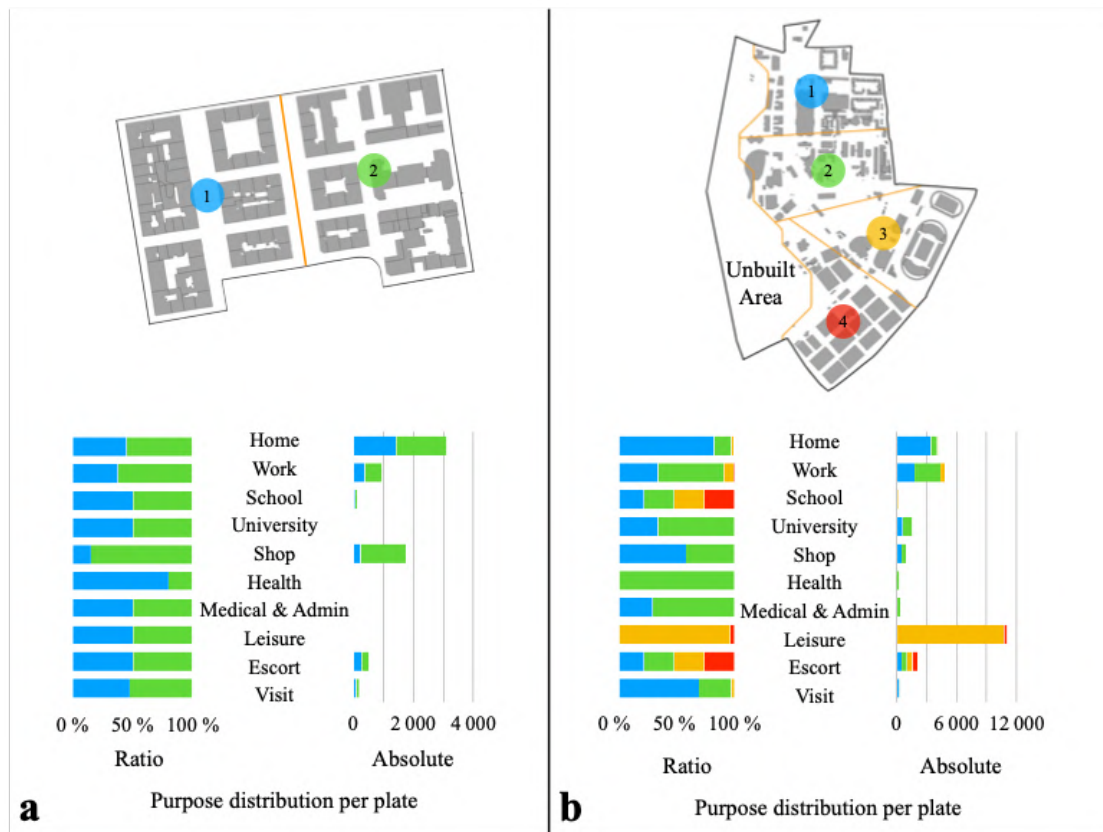 1
2
Home
Work
School
University
Shop
Health
Medical & Admin
Leisure
Escort
Visit
0 % 50 % 100 %
0 2 000 4 000
Ratio Absolute
Purpose distribution per plate
a
1
2
3
Unbuilt
Area
4
Home
Work
School
University
Shop
Health
Medical & Admin
Leisure
Escort
Visit
0 % 50 % 100 %
0 6 000 12 000
Ratio Absolute
Purpose distribution per plate
b